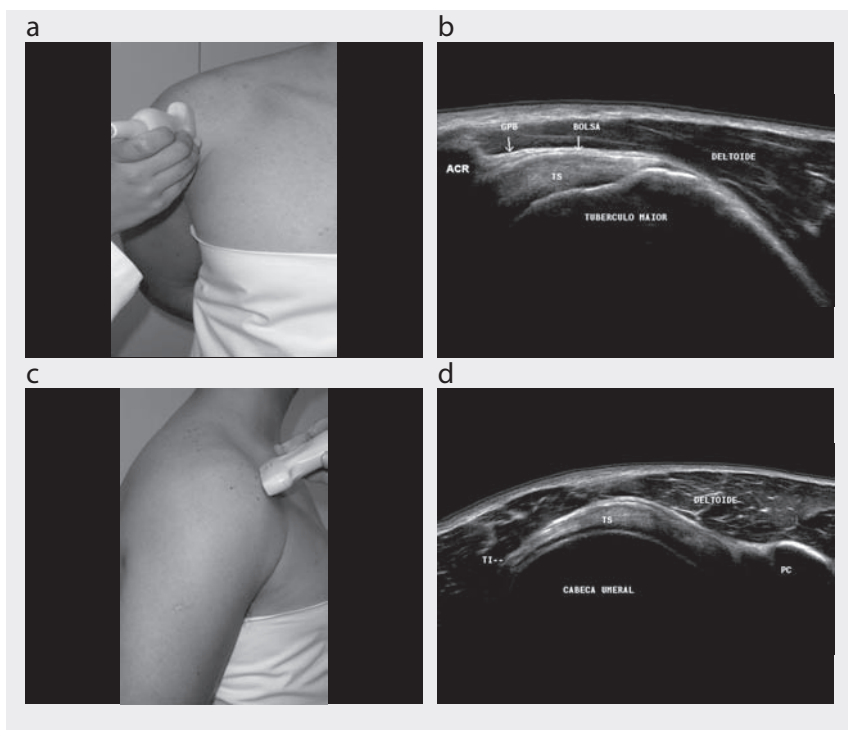 a
b
GPB BOLSA
DELTOIDE
ACR
TS
TUBERCULO MAIOR
c
d
DELTOIDE
TS
TI--
PC
CABECA UMERAL